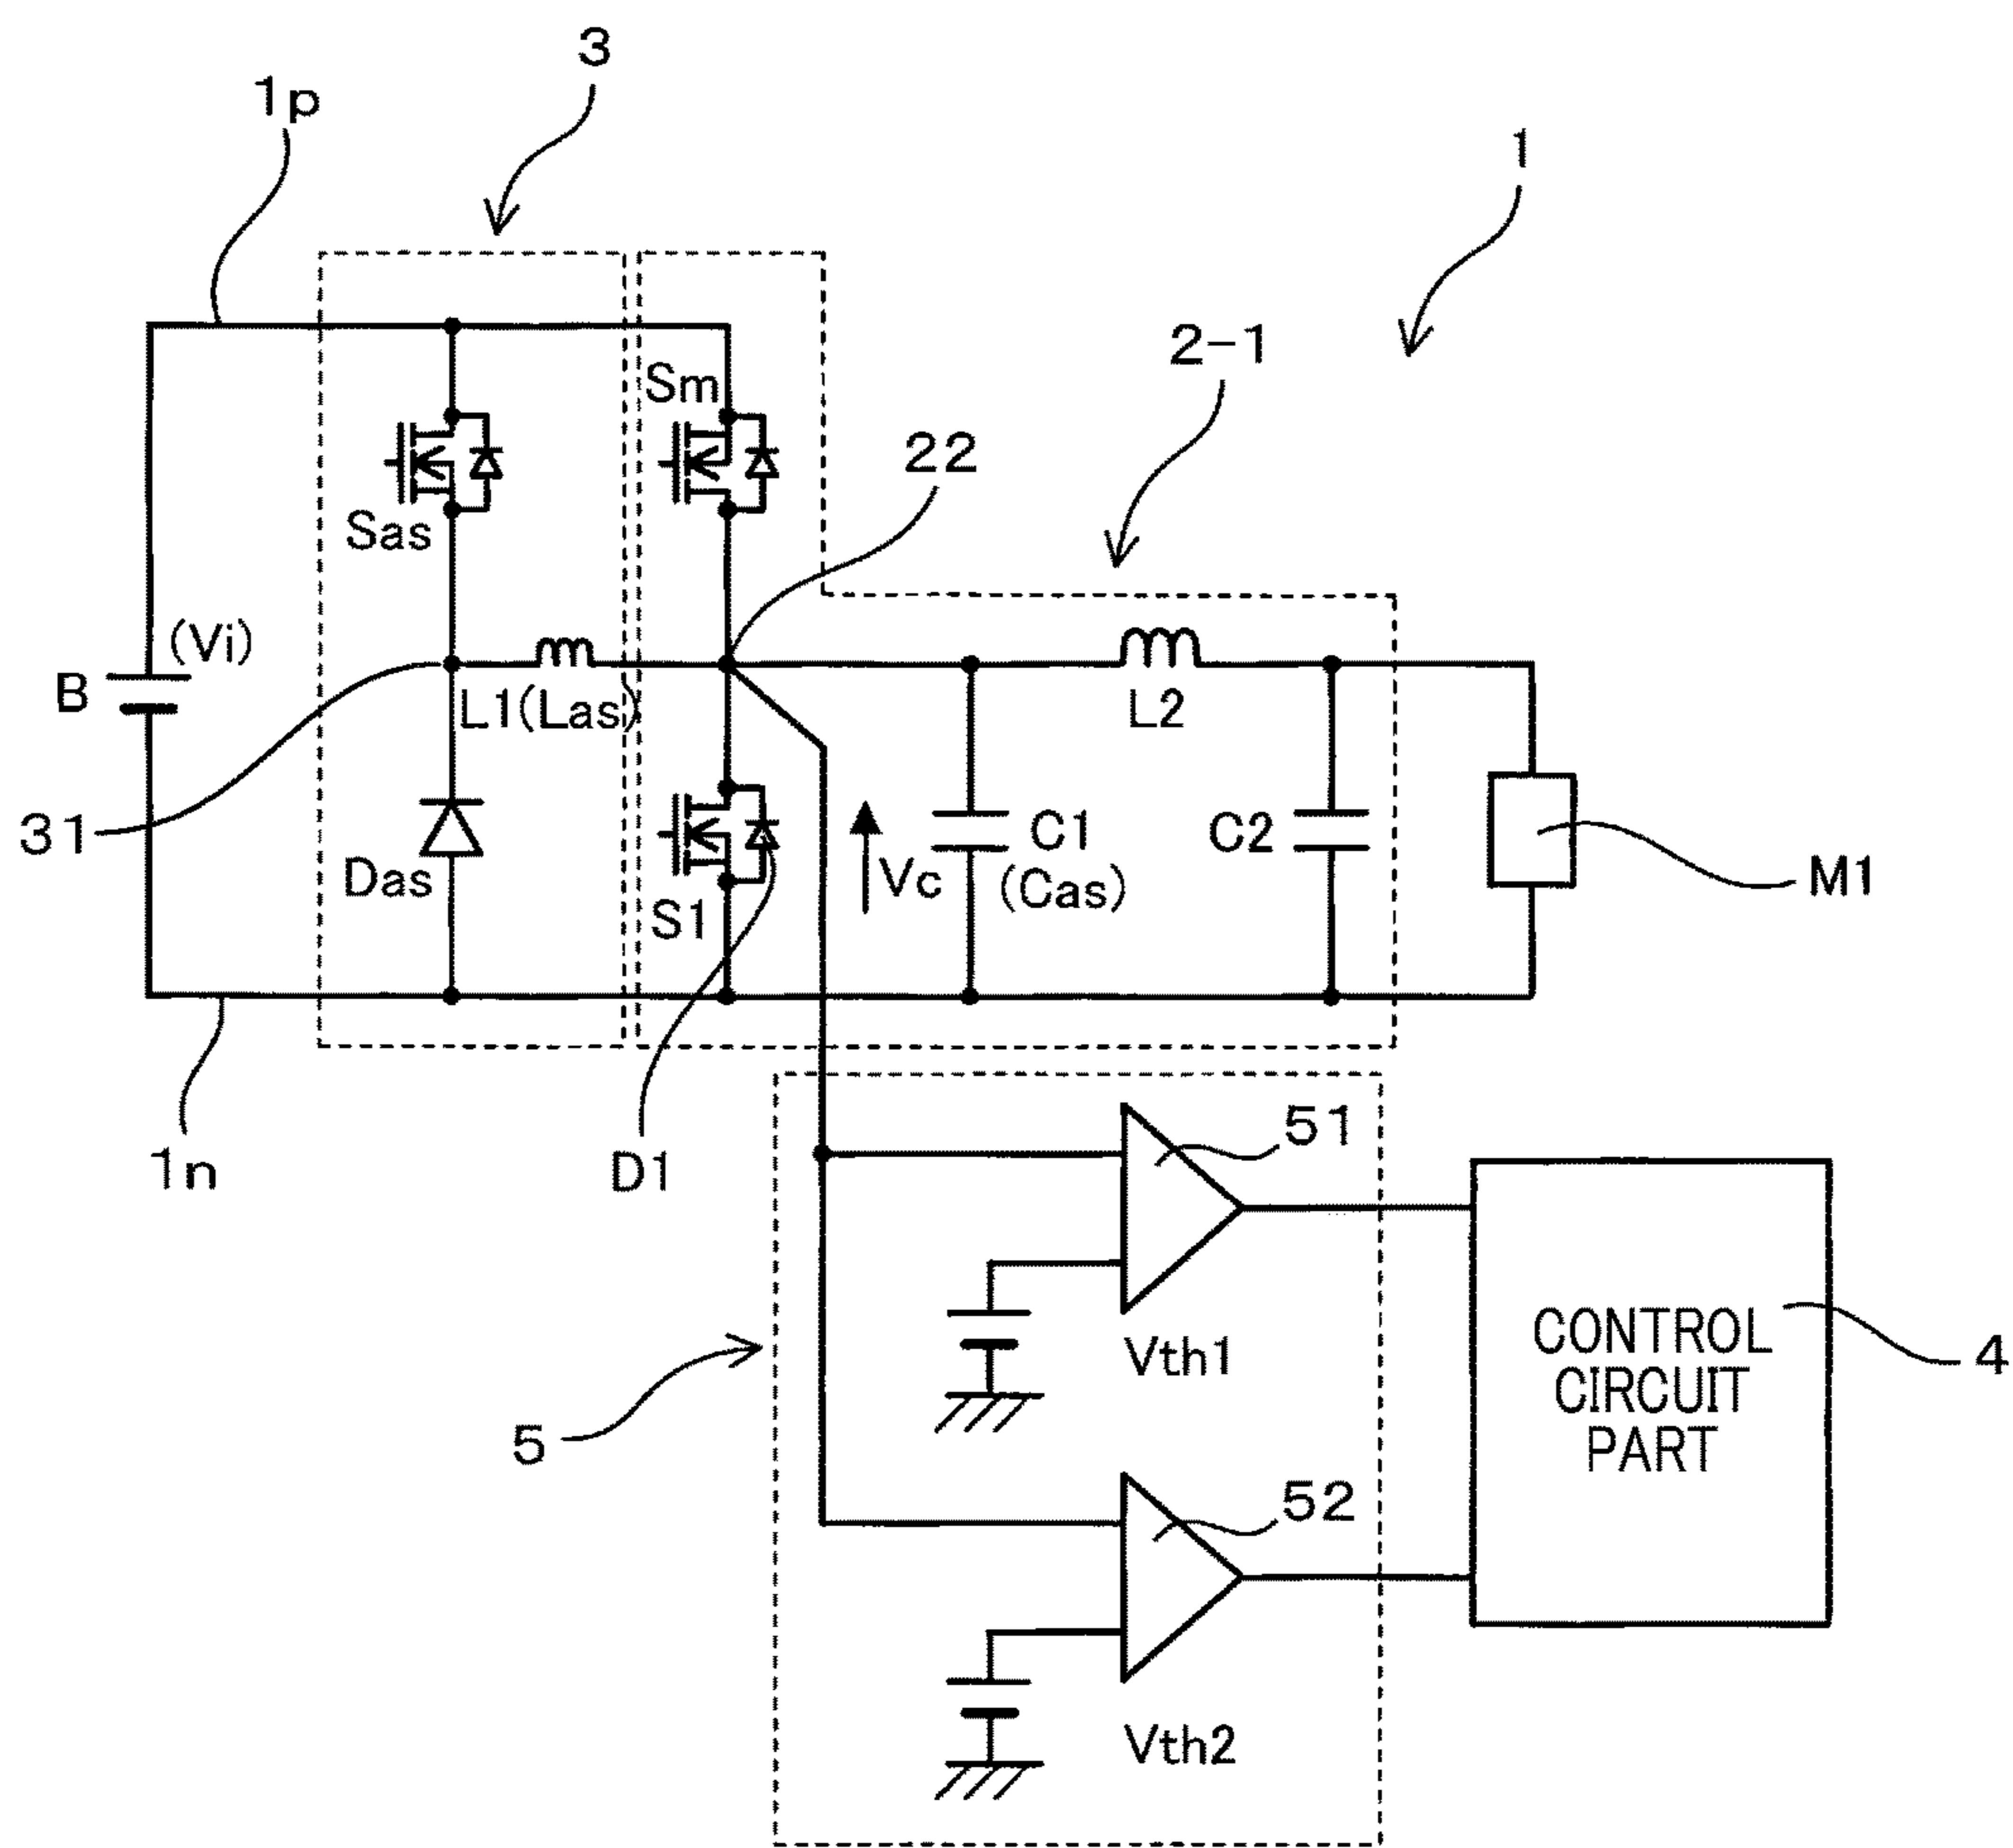 3
1p
1
2-1
Sm
22
Sas
(Vi)
B
L1(Las)
L2
31
Das
S1
Vc
C1
(Cas)
C2
M1
1n
D1
51
Vth1
CONTROL
CIRCUIT
PART
4
5
52
Vth2